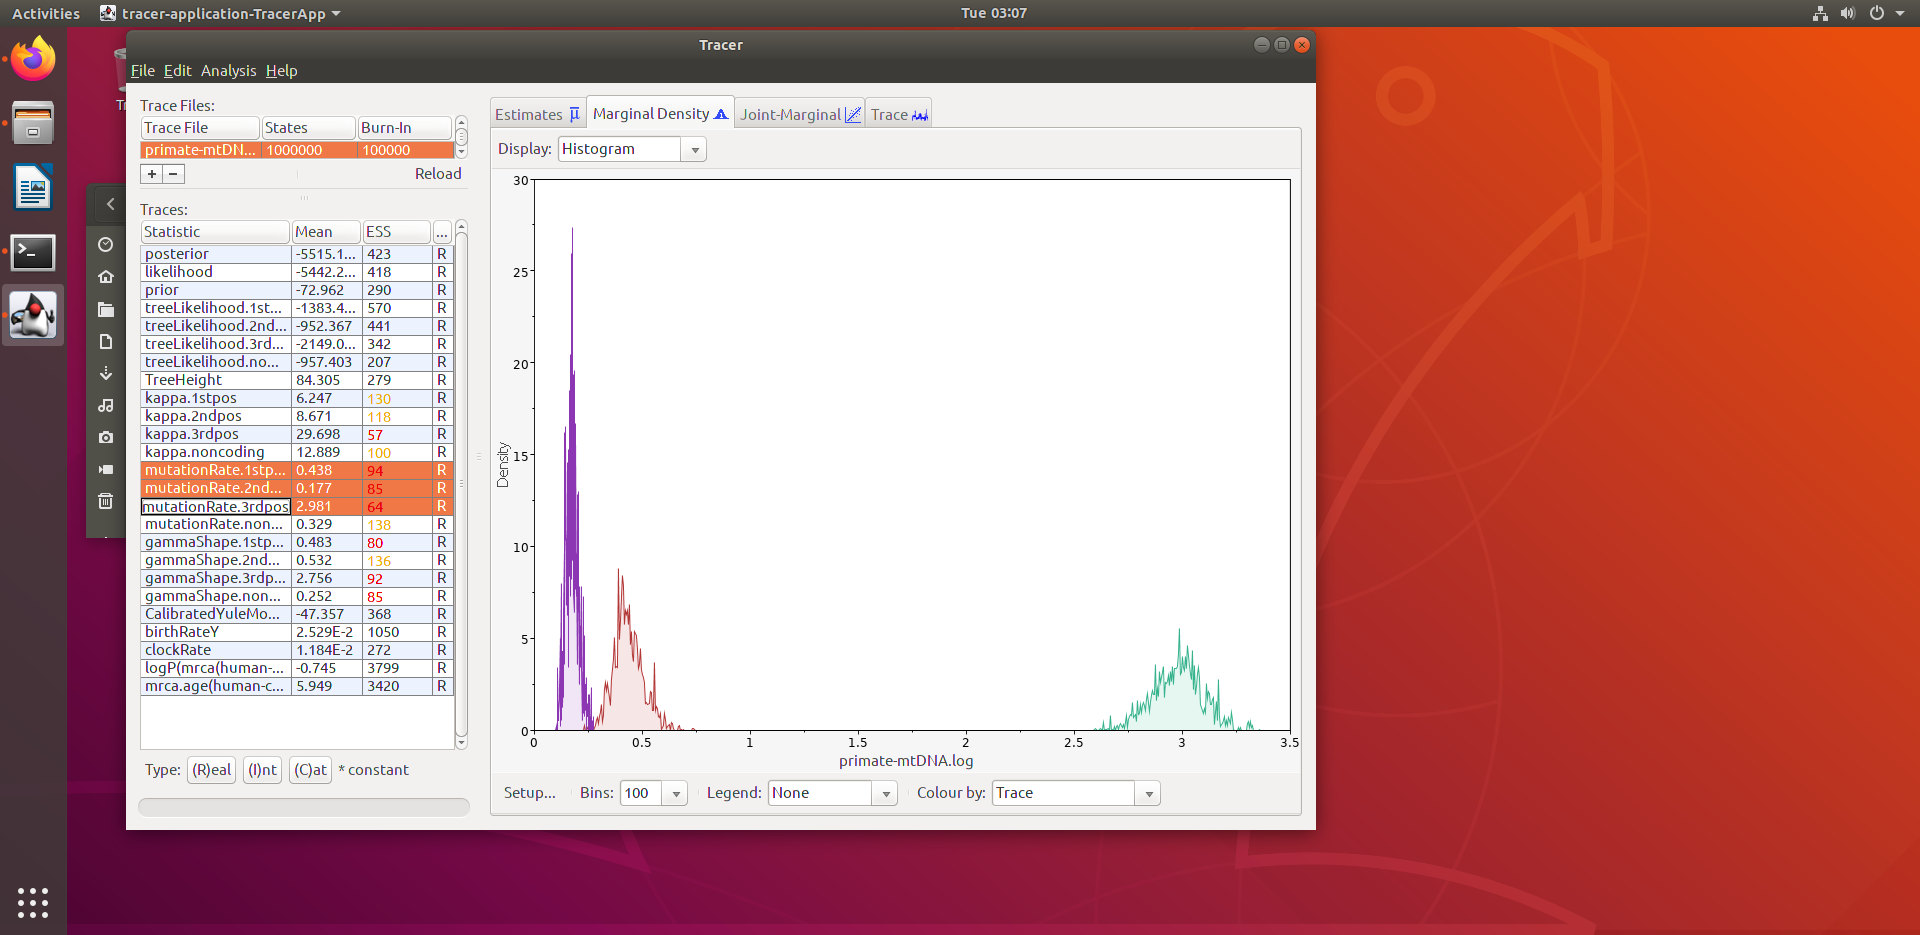 Activities tracer-application-TracerApp Tue 03:07
Tracer
File Edit Analysis Help
Trace Files:
Trace File States Burn-In
primate-mtDN... 1000000 100000
+ − Reload
Traces:
Statistic Mean ESS ...
posterior -5515.1... 423 R
likelihood -5442.2... 418 R
prior -72.962 290 R
treeLikelihood.1st... -1383.4... 570 R
treeLikelihood.2nd... -952.367 441 R
treeLikelihood.3rd... -2149.0... 342 R
treeLikelihood.no... -957.403 207 R
TreeHeight 84.305 279 R
kappa.1stpos 6.247 130 R
kappa.2ndpos 8.671 118 R
kappa.3rdpos 29.698 57 R
kappa.noncoding 12.889 100 R
mutationRate.1stp... 0.438 94 R
mutationRate.2nd... 0.177 85 R
mutationRate.3rdpos 2.981 64 R
mutationRate.non... 0.329 138 R
gammaShape.1stp... 0.483 80 R
gammaShape.2nd... 0.532 136 R
gammaShape.3rdp... 2.756 92 R
gammaShape.non... 0.252 85 R
CalibratedYuleMo... -47.357 368 R
birthRateY 2.529E-2 1050 R
clockRate 1.184E-2 272 R
logP(mrca(human-... -0.745 3799 R
mrca.age(human-c... 5.949 3420 R
Type: (R)eal (I)nt (C)at * constant
Estimates μ Marginal Density Joint-Marginal Trace
Display: Histogram
30
25
20
15
10
5
0
Density
0 0.5 1 1.5 2 2.5 3 3.5
primate-mtDNA.log
Setup... Bins: 100 Legend: None Colour by: Trace